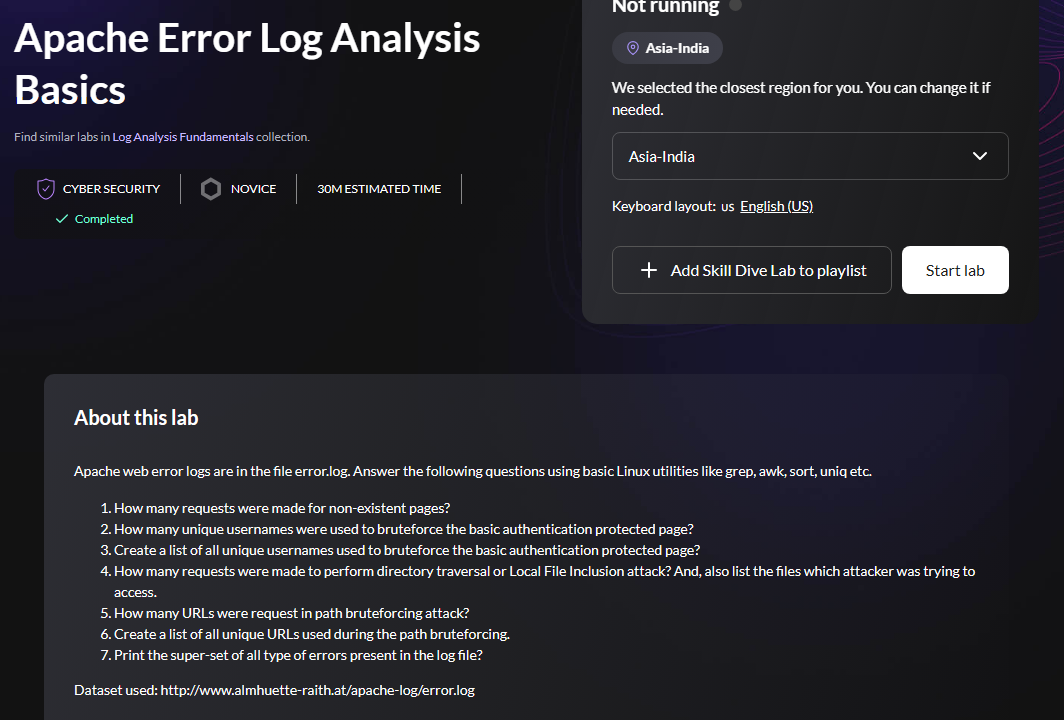 Apache Error Log Analysis
Basics
Find similar labs in Log Analysis Fundamentals collection.
CYBER SECURITY
NOVICE
30M ESTIMATED TIME
Completed
Not running
Asia-India
We selected the closest region for you. You can change it if
needed.
Asia-India
Keyboard layout: US English (US)
Add Skill Dive Lab to playlist
Start lab
About this lab
Apache web error logs are in the file error.log. Answer the following questions using basic Linux utilities like grep, awk, sort, uniq etc.
1. How many requests were made for non-existent pages?
2. How many unique usernames were used to bruteforce the basic authentication protected page?
3. Create a list of all unique usernames used to bruteforce the basic authentication protected page?
4. How many requests were made to perform directory traversal or Local File Inclusion attack? And, also list the files which attacker was trying to
access.
5. How many URLs were request in path bruteforcing attack?
6. Create a list of all unique URLs used during the path bruteforcing.
7. Print the super-set of all type of errors present in the log file?
Dataset used: http://www.almhuette-raith.at/apache-log/error.log